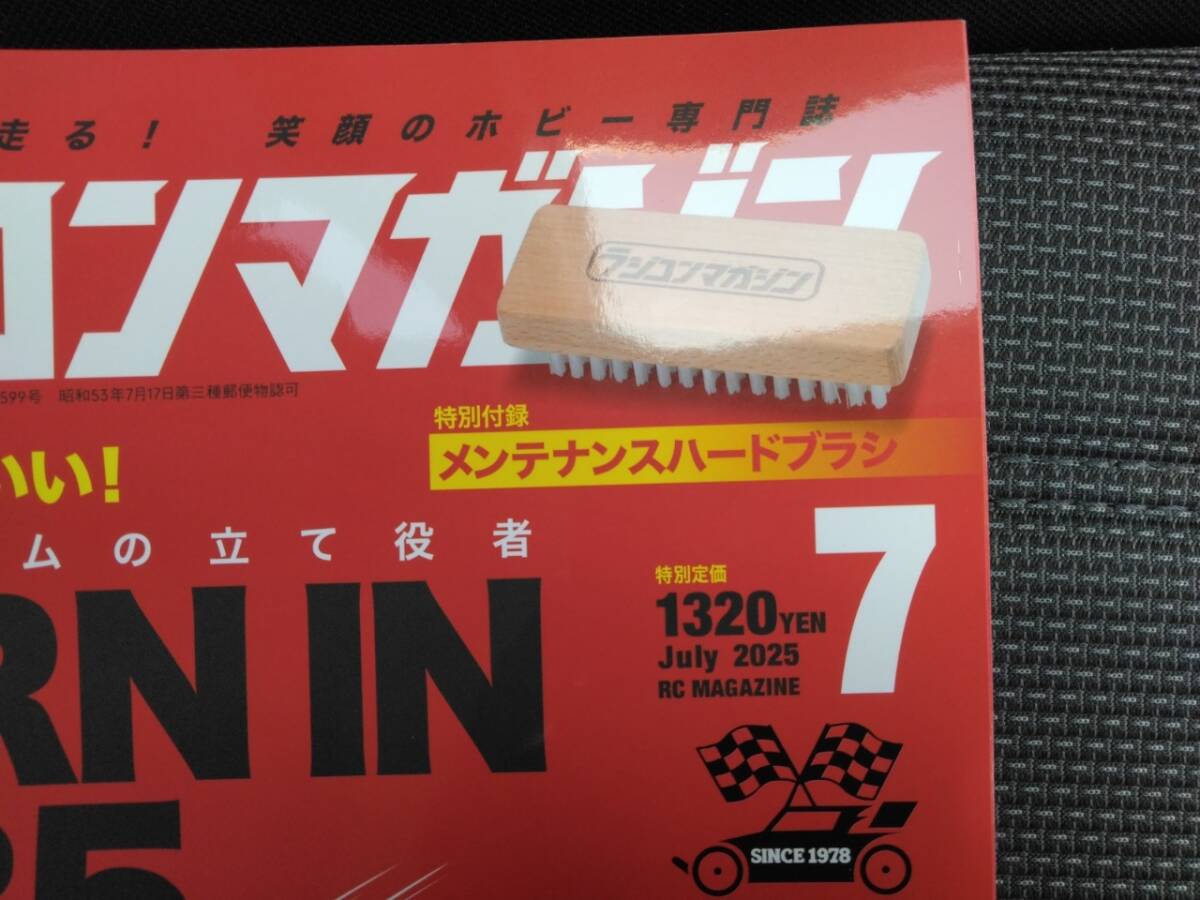 走る! 笑顔のホビー専門誌
コンマガジン
ラジコンマガジン
599号 昭和53年7月17日第三種郵便物認可
特別付録
メンテナンスハードブラシ
いい!
ムの立て役者
RN IN
5
特別定価
1320YEN
July 2025
RC MAGAZINE
7
SINCE 1978